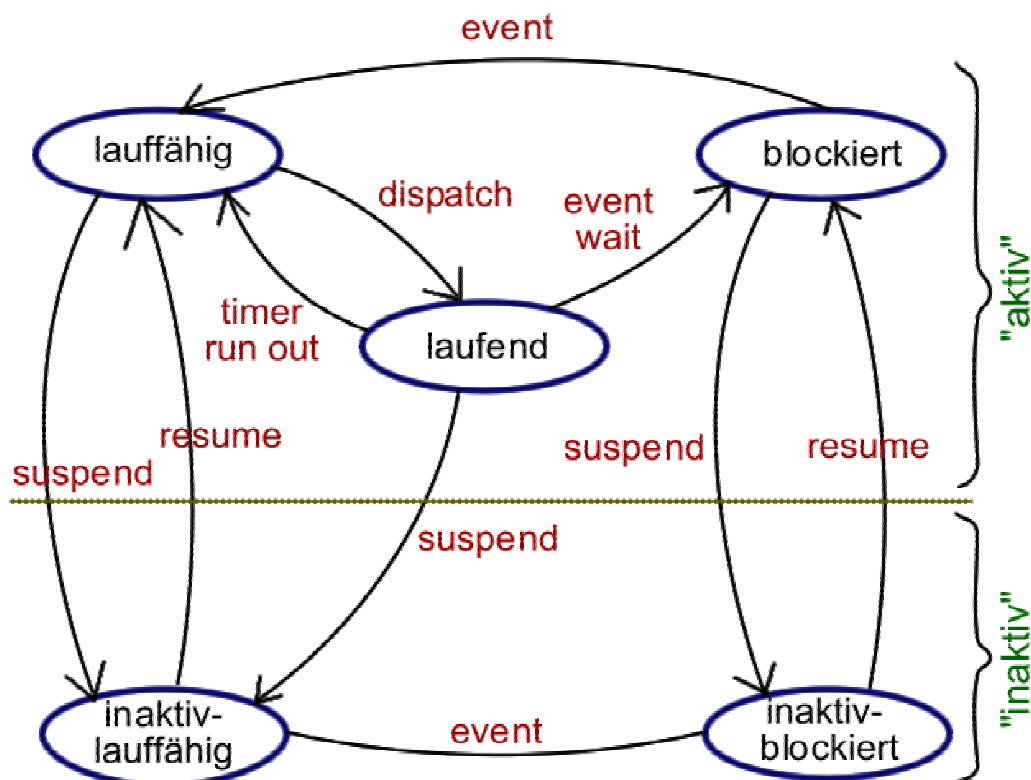 event
lauffähig
blockiert
dispatch
event
wait
"aktiv"
timer
run out
laufend
resume
suspend
suspend
resume
suspend
"inaktiv"
inaktiv-
lauffähig
event
inaktiv-
blockiert